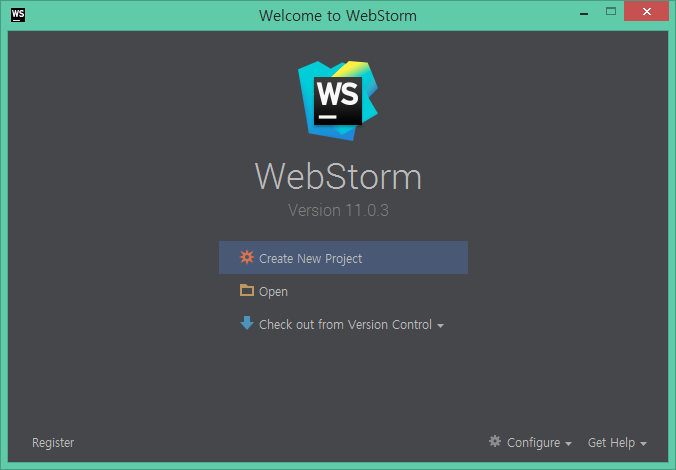 WS
Welcome to WebStorm
WS
WebStorm
Version 11.0.3
Create New Project
Open
Check out from Version Control
Register
Configure
Get Help